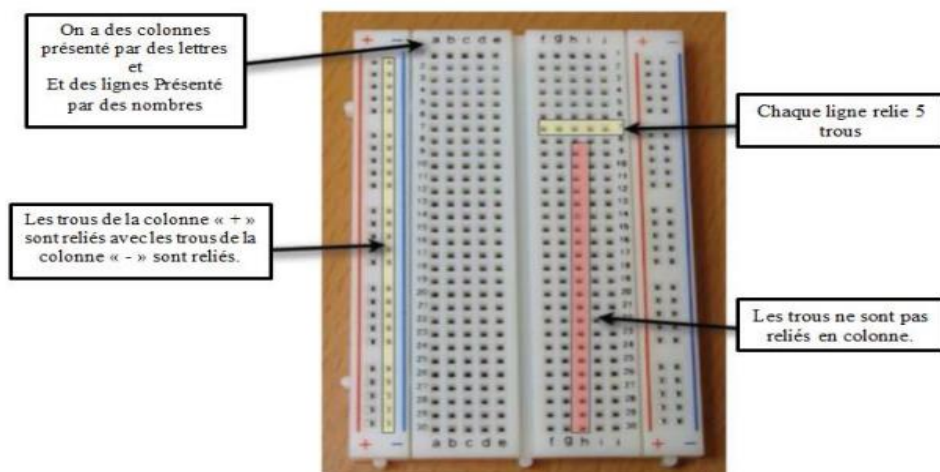 On a des colonnes
présenté par des lettres
et
Et des lignes Présenté
par des nombres
Chaque ligne relie 5
trous
Les trous de la colonne « + »
sont reliés avec les trous de la
colonne « - » sont reliés.
Les trous ne sont pas
reliés en colonne.
+ − a b c d e f g h i j + −
+ − a b c d e f g h i j + −